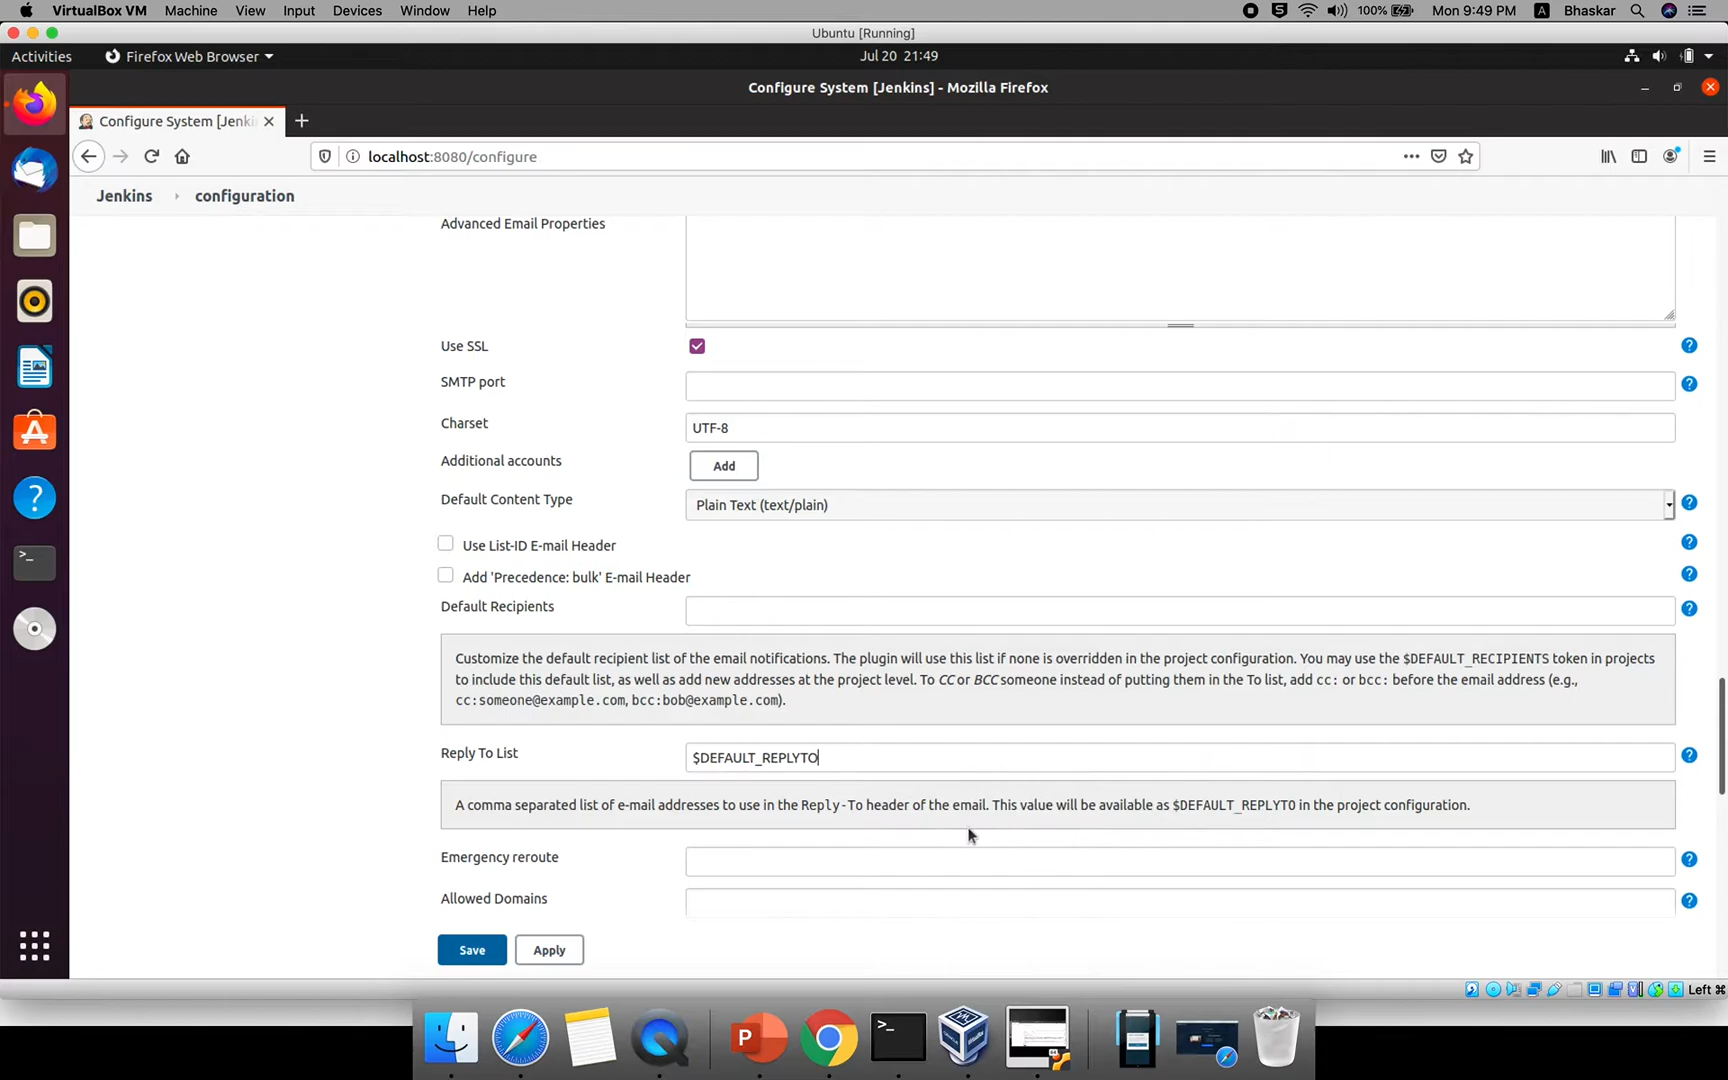 VirtualBox VM Machine View Input Devices Window Help 100% Mon 9:49 PM A Bhaskar
Ubuntu [Running]
Activities Firefox Web Browser Jul 20 21:49
Configure System [Jenkins] - Mozilla Firefox
Configure System [Jenki
localhost:8080/configure
Jenkins configuration
Advanced Email Properties
Use SSL
SMTP port
Charset UTF-8
Additional accounts Add
Default Content Type Plain Text (text/plain)
Use List-ID E-mail Header
Add 'Precedence: bulk' E-mail Header
Default Recipients
Customize the default recipient list of the email notifications. The plugin will use this list if none is overridden in the project configuration. You may use the $DEFAULT_RECIPIENTS token in projects
to include this default list, as well as add new addresses at the project level. To CC or BCC someone instead of putting them in the To list, add cc: or bcc: before the email address (e.g.,
cc:someone@example.com, bcc:bob@example.com).
Reply To List $DEFAULT_REPLYTO
A comma separated list of e-mail addresses to use in the Reply-To header of the email. This value will be available as $DEFAULT_REPLYTO in the project configuration.
Emergency reroute
Allowed Domains
Save Apply
Left ⌘